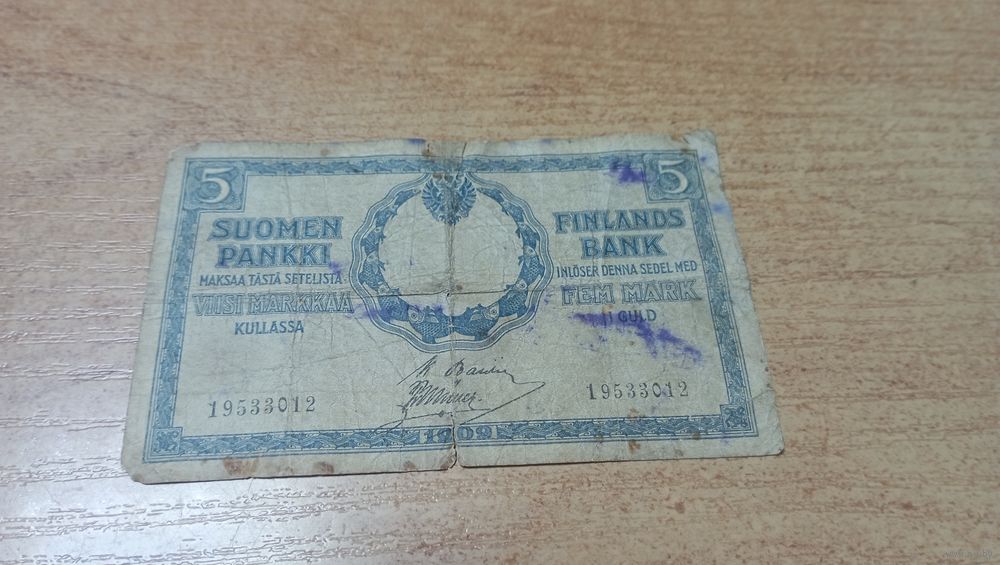 5
5
SUOMEN
PANKKI
MAKSAA TÄSTÄ SETELISTÄ
VIISI MARKKAA
KULLASSA
FINLANDS
BANK
INLÖSER DENNA SEDEL MED
FEM MARK
I GULD
19533012
19533012
1909